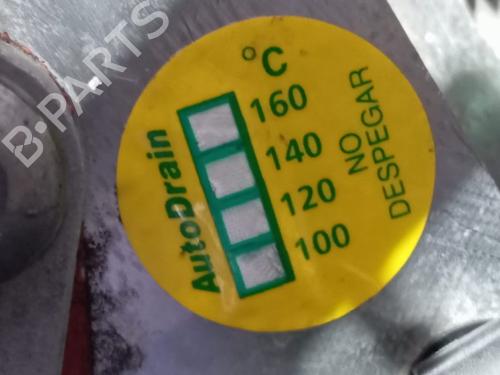 B-PARTS
°C
160
140
120
100
AutoDrain
NO
DESPEGAR